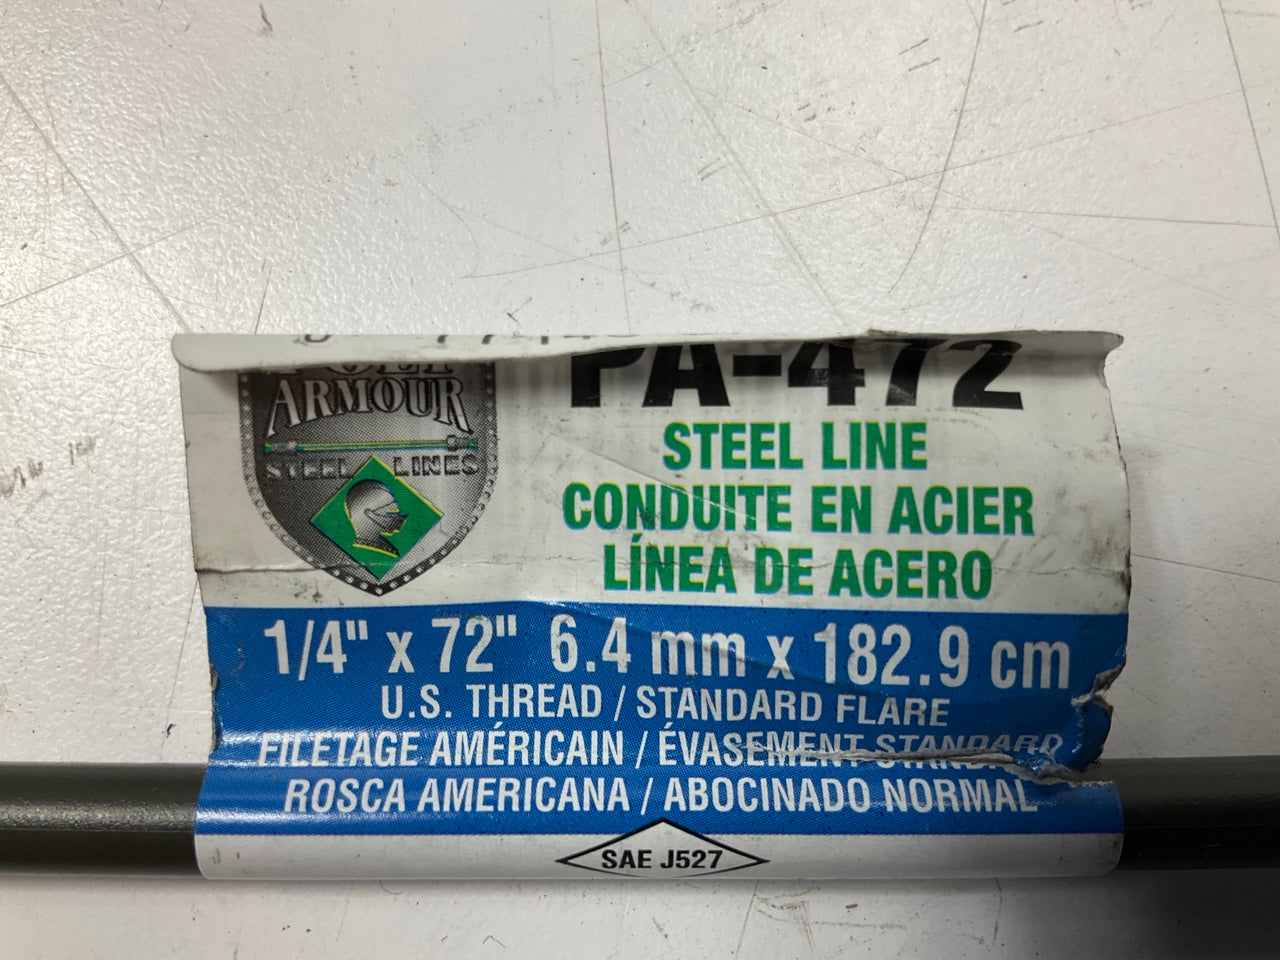 ARMOUR
STEEL LINES
PA-472
STEEL LINE
CONDUITE EN ACIER
LÍNEA DE ACERO
1/4" x 72" 6.4 mm x 182.9 cm
U.S. THREAD / STANDARD FLARE
FILETAGE AMÉRICAIN / ÉVASEMENT STANDARD
ROSCA AMERICANA / ABOCINADO NORMAL
SAE J527